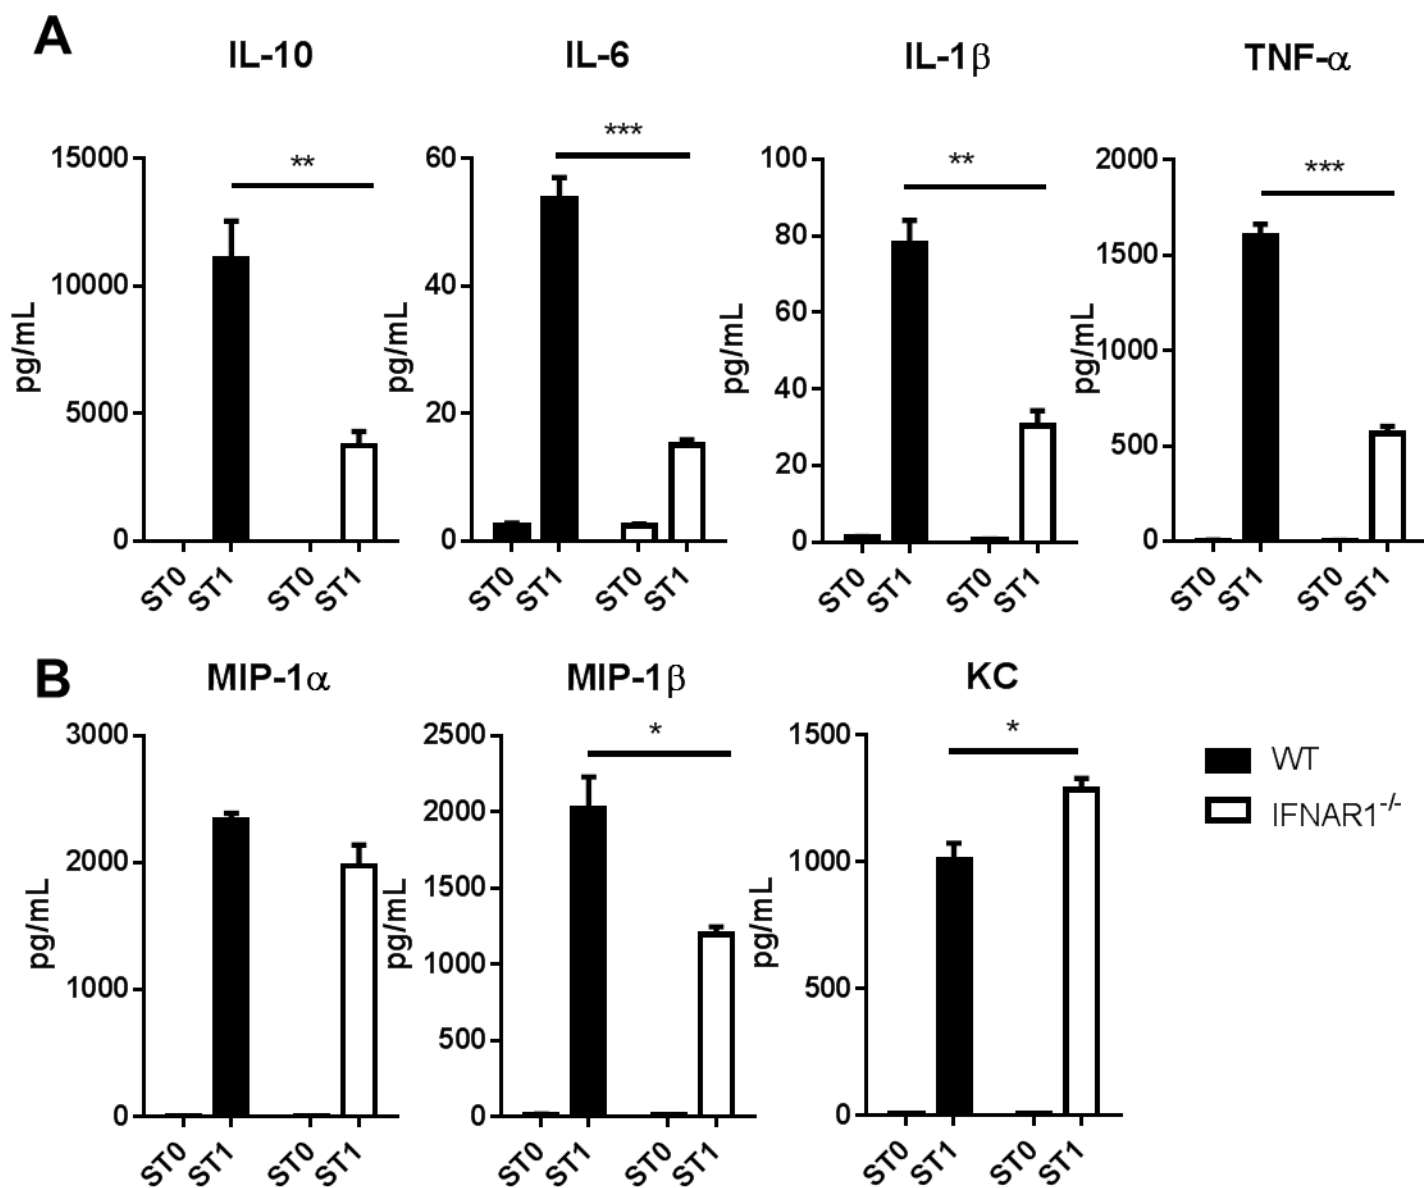 A
IL-10
IL-6
IL-1β
TNF-α
15000
10000
5000
0
pg/mL
**
ST0
ST1
ST0
ST1
60
40
20
0
pg/mL
***
ST0
ST1
ST0
ST1
100
80
60
40
20
0
pg/mL
**
ST0
ST1
ST0
ST1
2000
1500
1000
500
0
pg/mL
***
ST0
ST1
ST0
ST1
B
MIP-1α
MIP-1β
KC
3000
2000
1000
0
pg/mL
ST0
ST1
ST0
ST1
2500
2000
1500
1000
500
0
pg/mL
*
ST0
ST1
ST0
ST1
1500
1000
500
0
pg/mL
*
ST0
ST1
ST0
ST1
WT
IFNAR1-/-